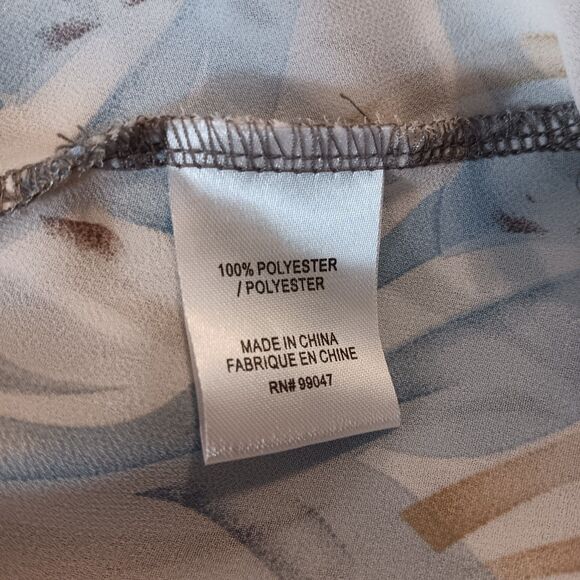 100% POLYESTER
/ POLYESTER
MADE IN CHINA
FABRIQUE EN CHINE
RN# 99047